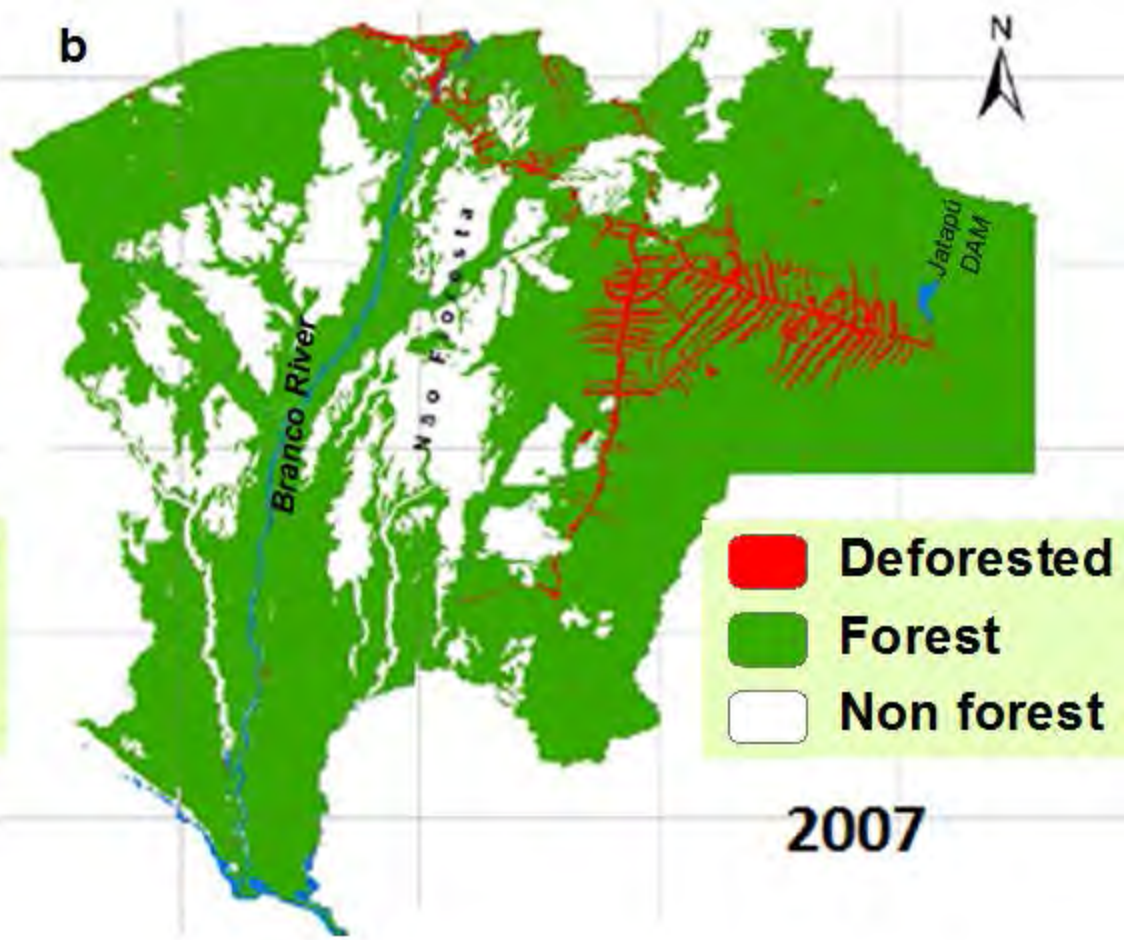 b
N
Jatapú
DAM
Não Floresta
Branco River
Deforested
Forest
Non forest
2007